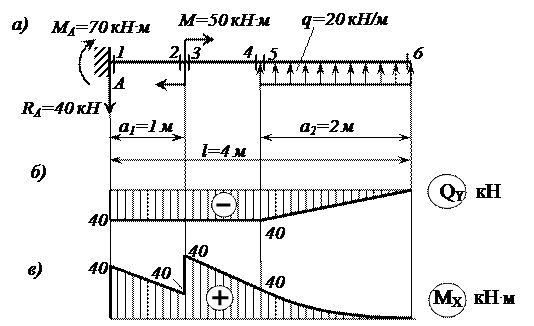 а) M_A=70 кН·м M=50 кН·м q=20 кН/м
1 2 3 4 5 6
A
R_A=40 кН
a₁=1 м a₂=2 м
l=4 м
б)
− Q_Y кН
40 40
в) 40 40 40 40
+ M_X кН·м